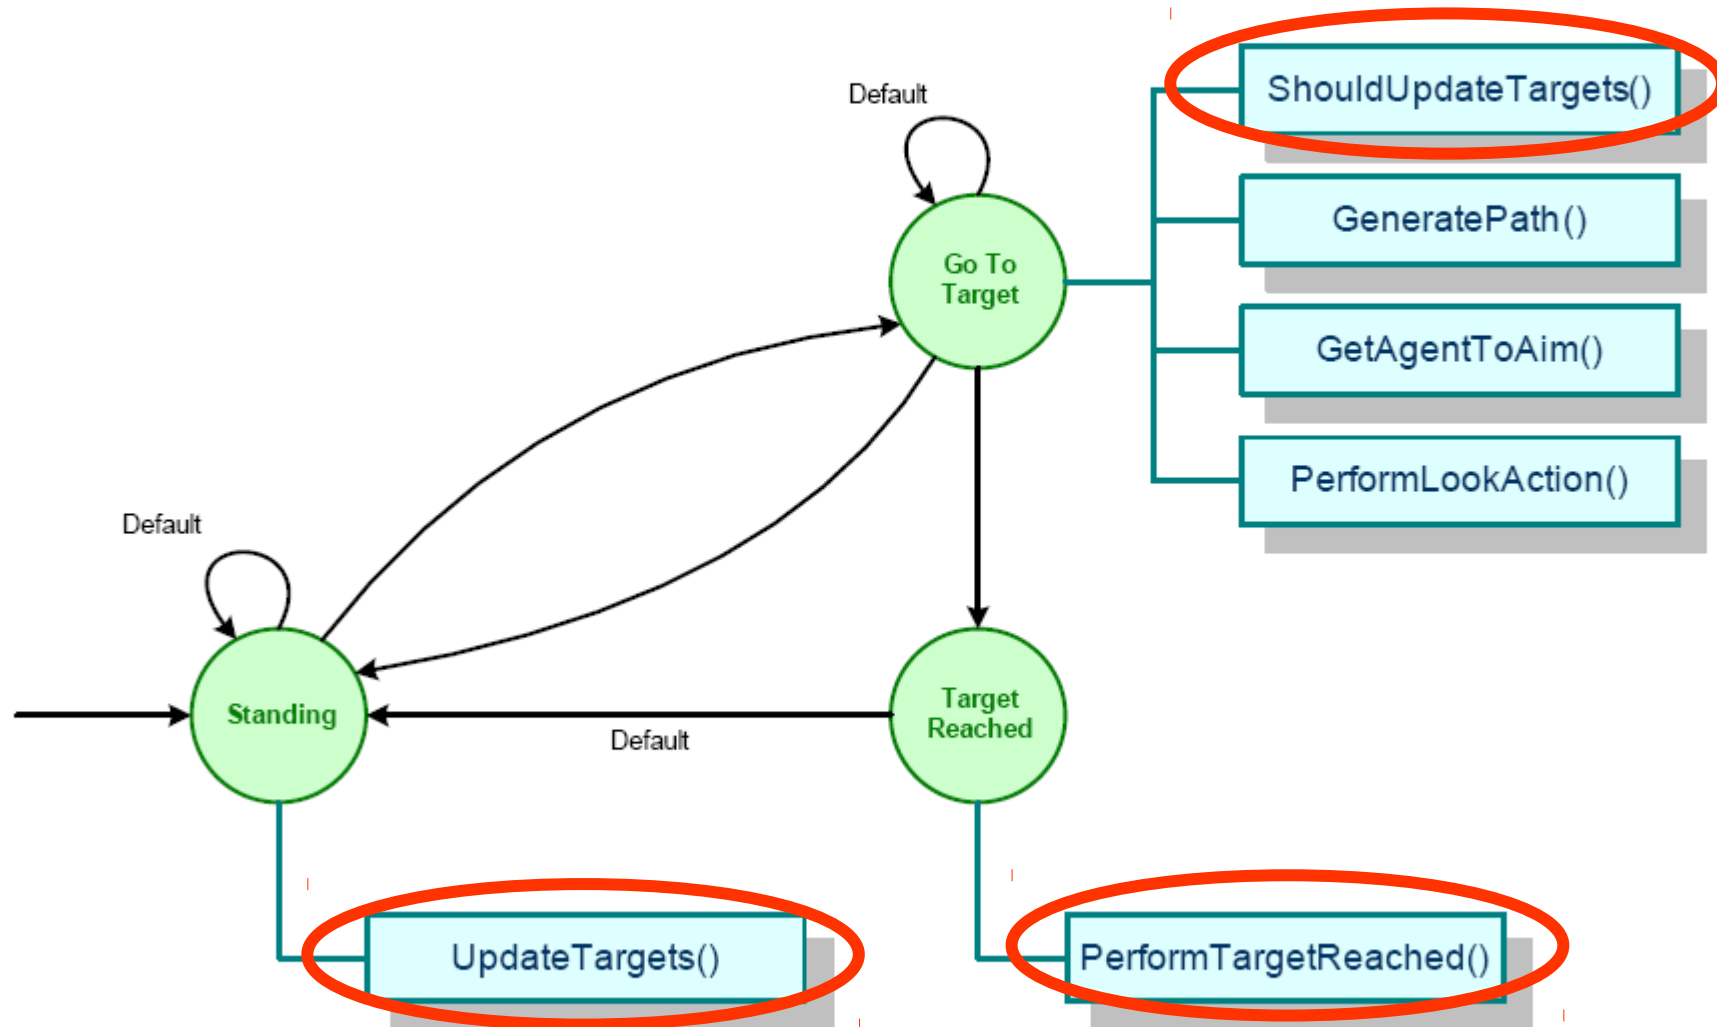 Default
ShouldUpdateTargets()
GeneratePath()
Go To
Target
GetAgentToAim()
PerformLookAction()
Default
Standing
Target
Reached
Default
UpdateTargets()
PerformTargetReached()